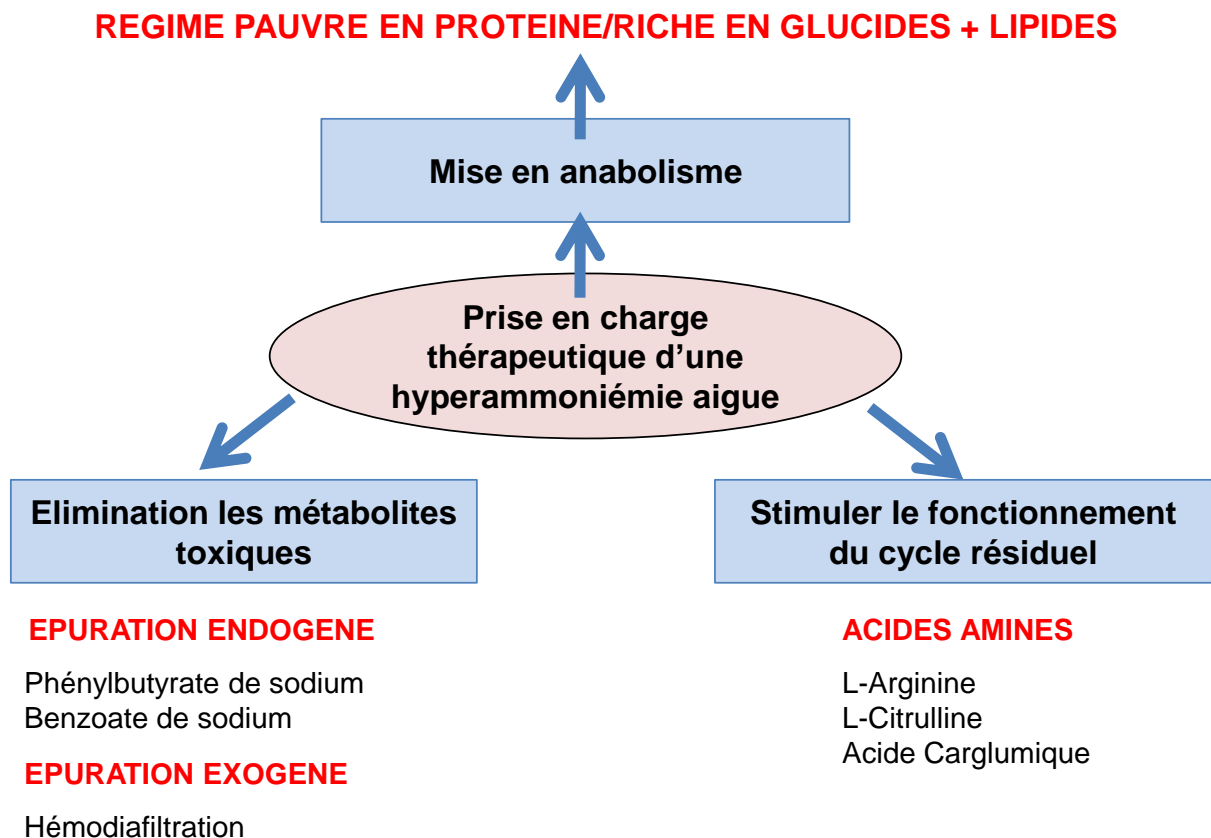 REGIME PAUVRE EN PROTEINE/RICHE EN GLUCIDES + LIPIDES
Mise en anabolisme
Prise en charge
thérapeutique d’une
hyperammoniémie aigue
Elimination les métabolites
toxiques
Stimuler le fonctionnement
du cycle résiduel
EPURATION ENDOGENE
Phénylbutyrate de sodium
Benzoate de sodium
EPURATION EXOGENE
Hémodiafiltration
ACIDES AMINES
L-Arginine
L-Citrulline
Acide Carglumique